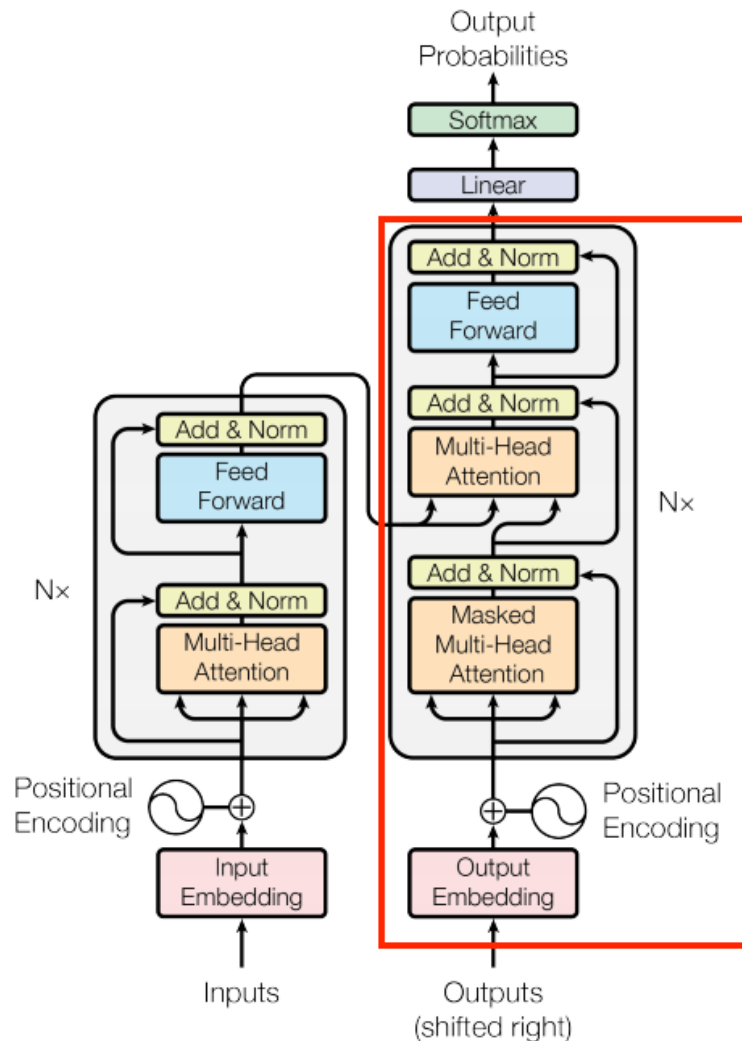 Output
Probabilities
Softmax
Linear
Add & Norm
Feed
Forward
Add & Norm
Multi-Head
Attention
Add & Norm
Masked
Multi-Head
Attention
Nx
Positional
Encoding
Output
Embedding
Outputs
(shifted right)
Add & Norm
Feed
Forward
Add & Norm
Multi-Head
Attention
Nx
Positional
Encoding
Input
Embedding
Inputs